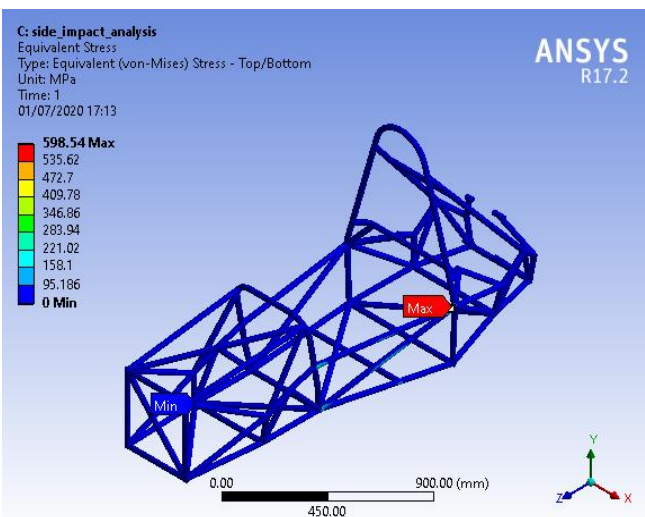 C: side_impact_analysis
Equivalent Stress
Type: Equivalent (von-Mises) Stress - Top/Bottom
Unit: MPa
Time: 1
01/07/2020 17:13
ANSYS
R17.2
598.54 Max
535.62
472.7
409.78
346.86
283.94
221.02
158.1
95.186
0 Min
Max
Min
0.00
900.00 (mm)
450.00
Y
Z
X